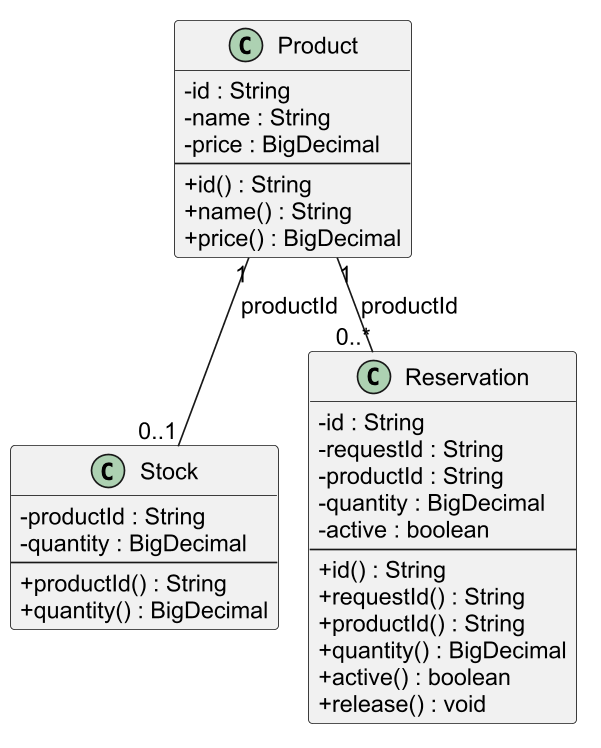 C Product
-id : String
-name : String
-price : BigDecimal
+id() : String
+name() : String
+price() : BigDecimal
1
1
productId
productId
0..1
0..*
C Stock
-productId : String
-quantity : BigDecimal
+productId() : String
+quantity() : BigDecimal
C Reservation
-id : String
-requestId : String
-productId : String
-quantity : BigDecimal
-active : boolean
+id() : String
+requestId() : String
+productId() : String
+quantity() : BigDecimal
+active() : boolean
+release() : void